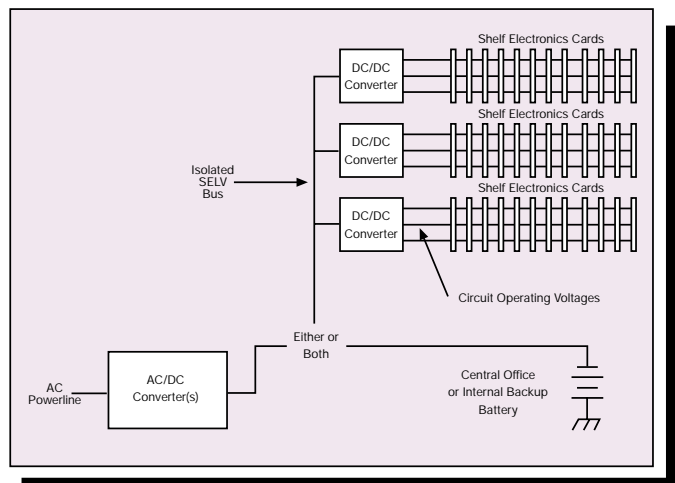 Shelf Electronics Cards
DC/DC
Converter
Shelf Electronics Cards
DC/DC
Converter
Isolated
SELV
Bus
Shelf Electronics Cards
DC/DC
Converter
Circuit Operating Voltages
Either or
Both
AC
Powerline
AC/DC
Converter(s)
Central Office
or Internal Backup
Battery